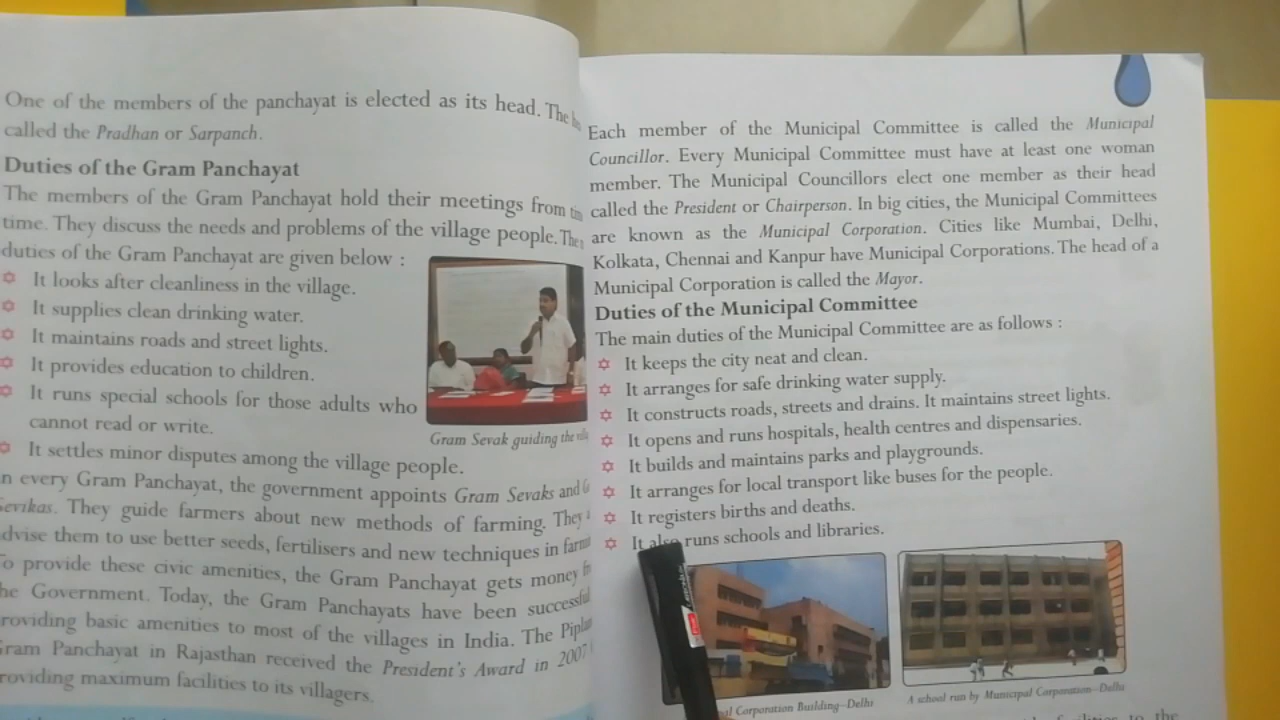 One of the members of the panchayat is elected as its head. The
called the Pradhan or Sarpanch.
Duties of the Gram Panchayat
The members of the Gram Panchayat hold their meetings from
time. They discuss the needs and problems of the village people. The
duties of the Gram Panchayat are given below :
It looks after cleanliness in the village.
It supplies clean drinking water.
It maintains roads and street lights.
It provides education to children.
It runs special schools for those adults who
cannot read or write.
It settles minor disputes among the village people.
Gram Sevak guiding the
every Gram Panchayat, the government appoints Gram Sevaks and
They guide farmers about new methods of farming. They
them to use better seeds, fertilisers and new techniques in
provide these civic amenities, the Gram Panchayat gets money
Government. Today, the Gram Panchayats have been
basic amenities to most of the villages in India. The
Panchayat in Rajasthan received the President's Award in 2007
maximum facilities to its villagers.
Each member of the Municipal Committee is called the Municipal
Councillor. Every Municipal Committee must have at least one woman
member. The Municipal Councillors elect one member as their head
called the President or Chairperson. In big cities, the Municipal Committees
are known as the Municipal Corporation. Cities like Mumbai, Delhi,
Kolkata, Chennai and Kanpur have Municipal Corporations. The head of a
Municipal Corporation is called the Mayor.
Duties of the Municipal Committee
The main duties of the Municipal Committee are as follows :
It keeps the city neat and clean.
It arranges for safe drinking water supply.
It constructs roads, streets and drains. It maintains street lights.
It opens and runs hospitals, health centres and dispensaries.
It builds and maintains parks and playgrounds.
It arranges for local transport like buses for the people.
It registers births and deaths.
It also runs schools and libraries.
Corporation Building–Delhi
A school run by Municipal Corporation–Delhi
to the